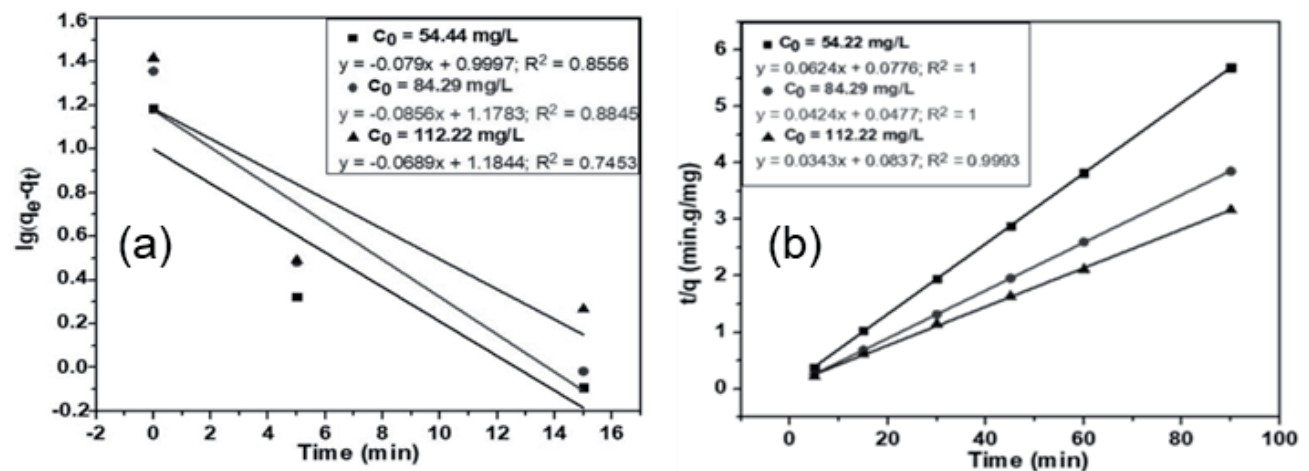 1.6
1.4
1.2
1.0
0.8
0.6
0.4
0.2
0.0
-0.2
lg(qe-qt)
C0 = 54.44 mg/L
y = -0.079x + 0.9997; R2 = 0.8556
C0 = 84.29 mg/L
y = -0.0856x + 1.1783; R2 = 0.8845
C0 = 112.22 mg/L
y = -0.0689x + 1.1844; R2 = 0.7453
(a)
-2 0 2 4 6 8 10 12 14 16
Time (min)
6
5
4
3
2
1
0
t/q (min.g/mg)
C0 = 54.22 mg/L
y = 0.0624x + 0.0776; R2 = 1
C0 = 84.29 mg/L
y = 0.0424x + 0.0477; R2 = 1
C0 = 112.22 mg/L
y = 0.0343x + 0.0837; R2 = 0.9993
(b)
0 20 40 60 80 100
Time (min)